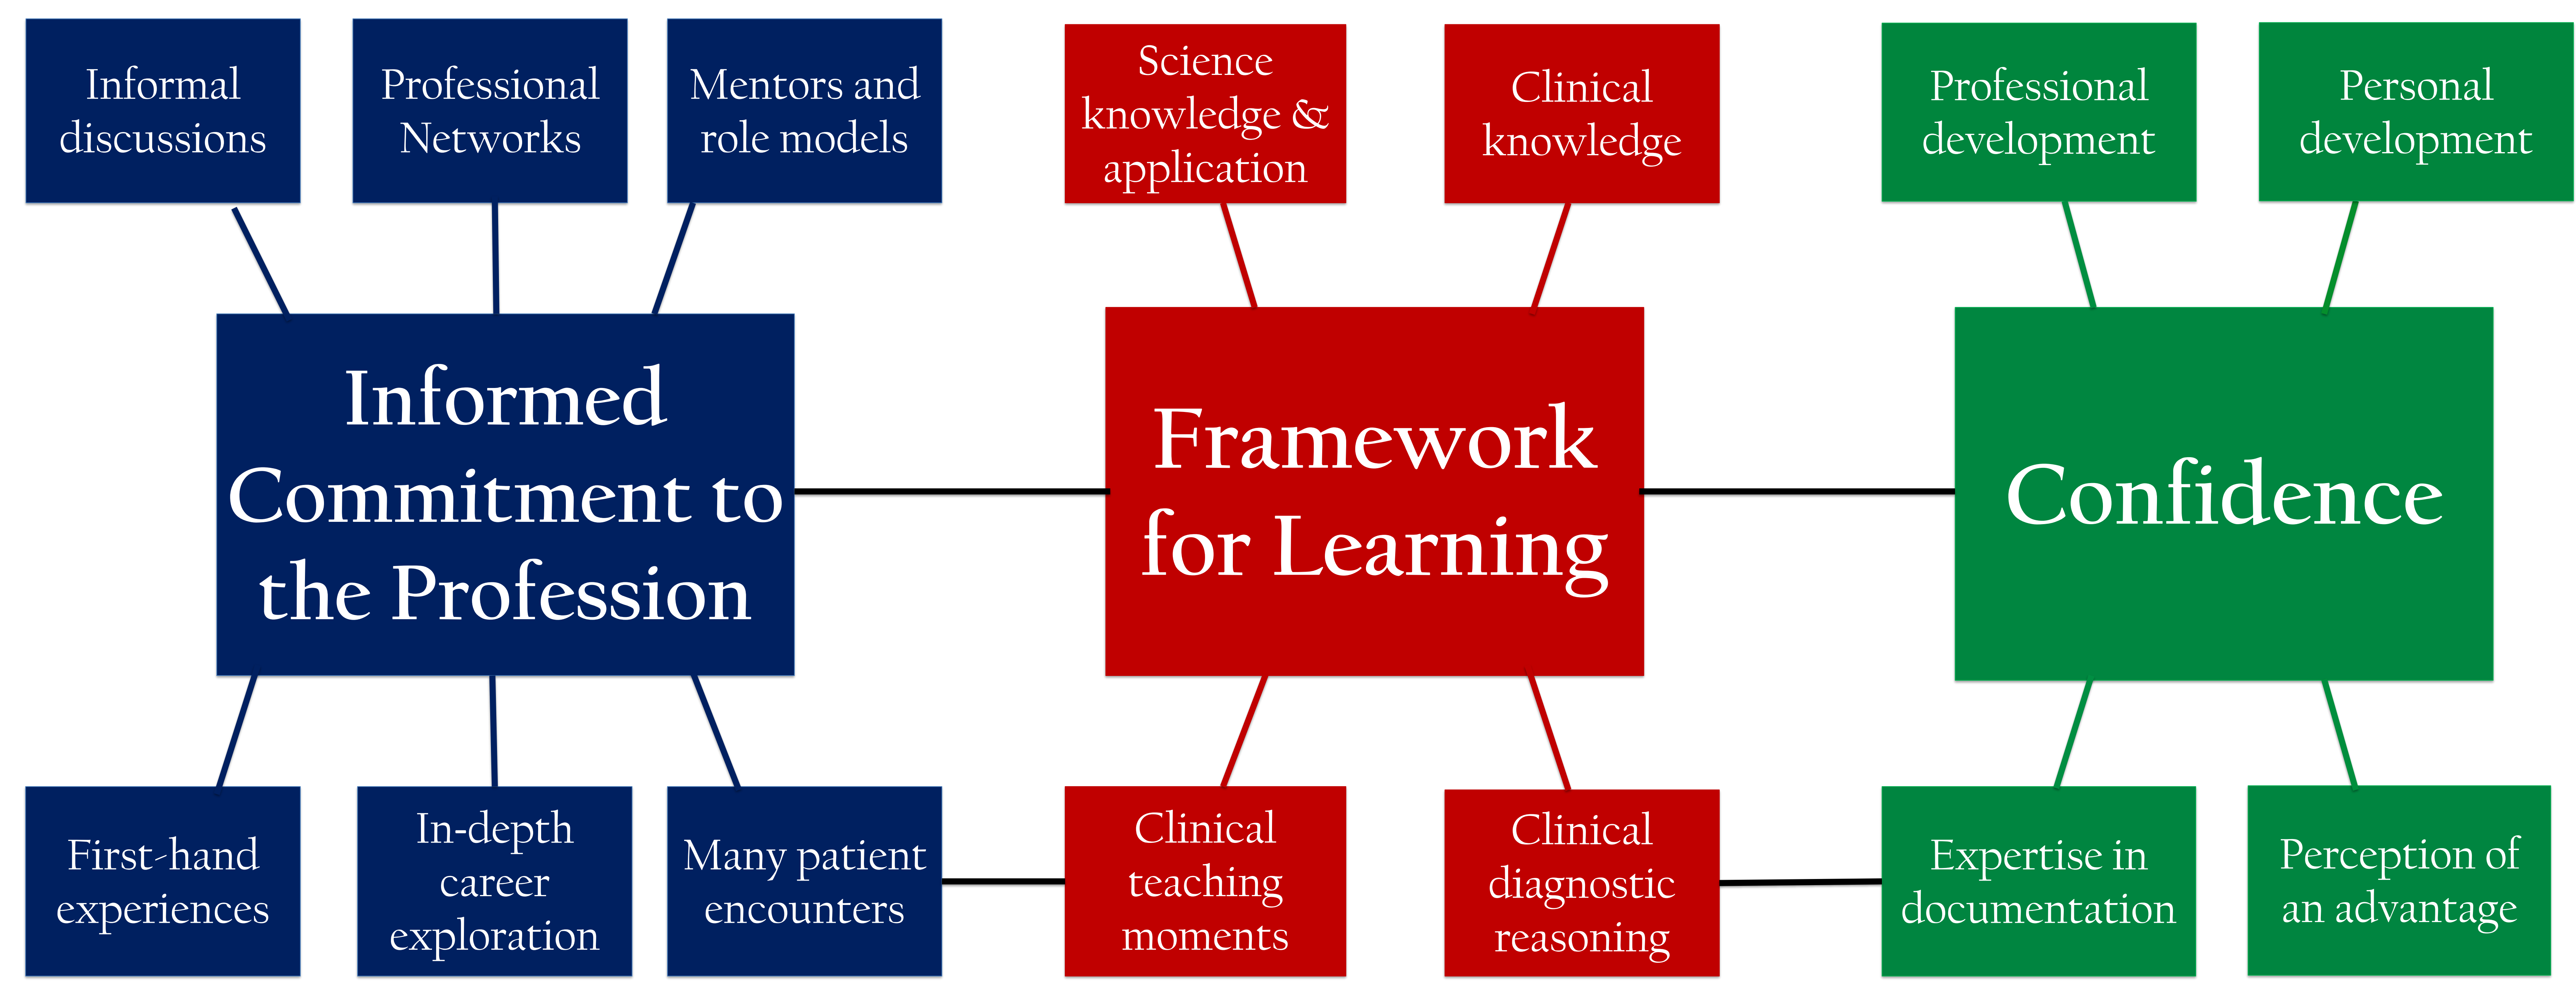 Informal
discussions
Professional
Networks
Mentors and
role models
Science
knowledge &
application
Clinical
knowledge
Professional
development
Personal
development
Informed
Commitment to
the Profession
Framework
for Learning
Confidence
First-hand
experiences
In-depth
career
exploration
Many patient
encounters
Clinical
teaching
moments
Clinical
diagnostic
reasoning
Expertise in
documentation
Perception of
an advantage